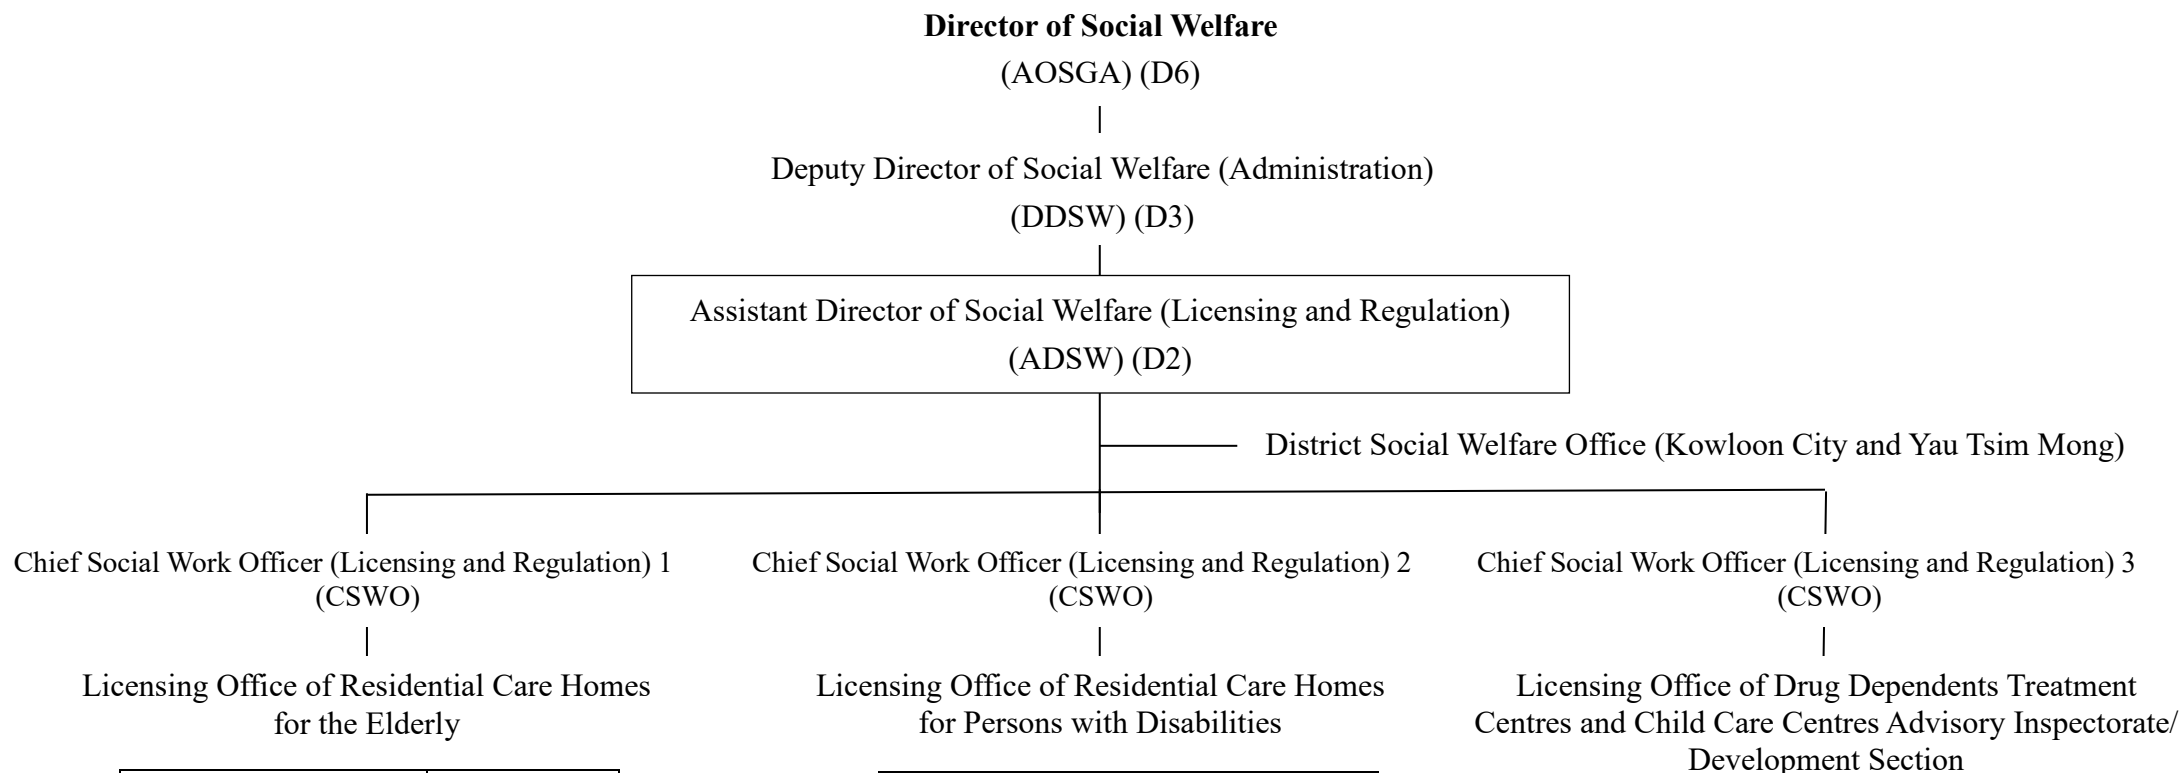 Director of Social Welfare
(AOSGA) (D6)
Deputy Director of Social Welfare (Administration)
(DDSW) (D3)
Assistant Director of Social Welfare (Licensing and Regulation)
(ADSW) (D2)
District Social Welfare Office (Kowloon City and Yau Tsim Mong)
Chief Social Work Officer (Licensing and Regulation) 1
(CSWO)
Licensing Office of Residential Care Homes
for the Elderly
Chief Social Work Officer (Licensing and Regulation) 2
(CSWO)
Licensing Office of Residential Care Homes
for Persons with Disabilities
Chief Social Work Officer (Licensing and Regulation) 3
(CSWO)
Licensing Office of Drug Dependents Treatment
Centres and Child Care Centres Advisory Inspectorate/
Development Section